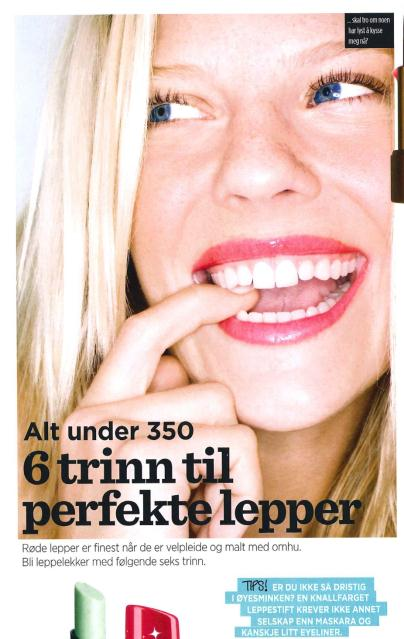 ... skal tro om noen
har lyst å kysse
meg nå?
Alt under 350
6 trinn til
perfekte lepper
Røde lepper er finest når de er velpleide og malt med omhu.
Bli leppelekker med følgende seks trinn.
TIPS! ER DU IKKE SÅ DRISTIG
I ØYESMINKEN? EN KNALLFARGET
LEPPESTIFT KREVER IKKE ANNET
SELSKAP ENN MASKARA OG
KANSKJE LITT EYELINER.